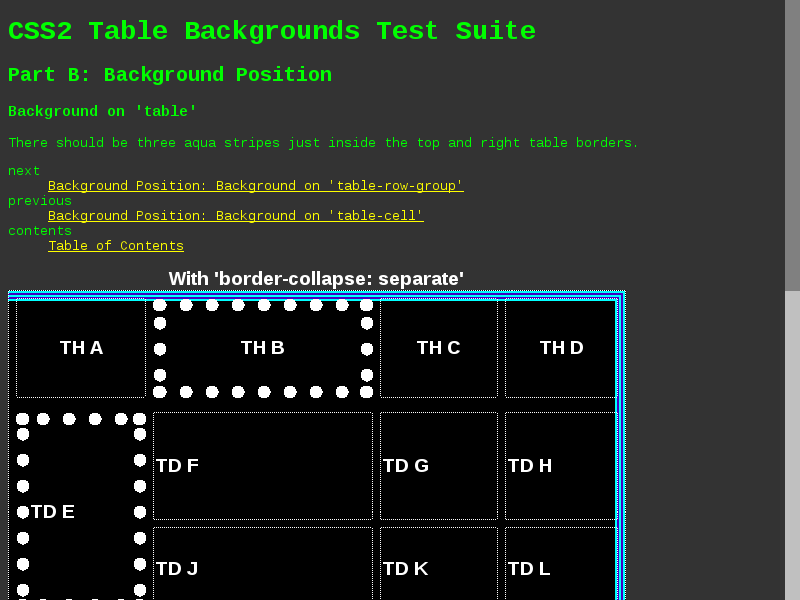 CSS2 Table Backgrounds Test Suite
Part B: Background Position
Background on 'table'
There should be three aqua stripes just inside the top and right table borders.
next
Background Position: Background on 'table-row-group'
previous
Background Position: Background on 'table-cell'
contents
Table of Contents
With 'border-collapse: separate'
TH A TH B TH C TH D
TD F TD G TD H
TD E
TD J TD K TD L